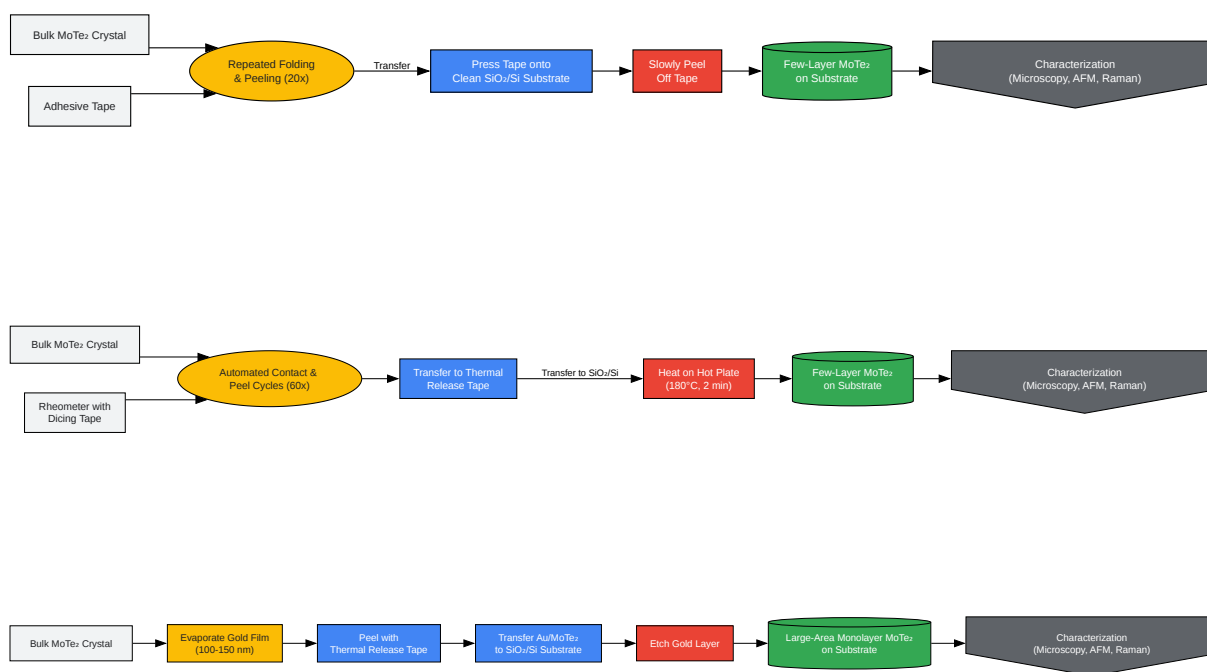 Bulk MoTe₂ Crystal
Adhesive Tape
Repeated Folding
& Peeling (20x)
Transfer
Press Tape onto
Clean SiO₂/Si Substrate
Slowly Peel
Off Tape
Few-Layer MoTe₂
on Substrate
Characterization
(Microscopy, AFM, Raman)
Bulk MoTe₂ Crystal
Rheometer with
Dicing Tape
Automated Contact &
Peel Cycles (60x)
Transfer to Thermal
Release Tape
Transfer to SiO₂/Si
Heat on Hot Plate
(180°C, 2 min)
Few-Layer MoTe₂
on Substrate
Characterization
(Microscopy, AFM, Raman)
Bulk MoTe₂ Crystal
Evaporate Gold Film
(100-150 nm)
Peel with
Thermal Release Tape
Transfer Au/MoTe₂
to SiO₂/Si Substrate
Etch Gold Layer
Large-Area Monolayer MoTe₂
on Substrate
Characterization
(Microscopy, AFM, Raman)